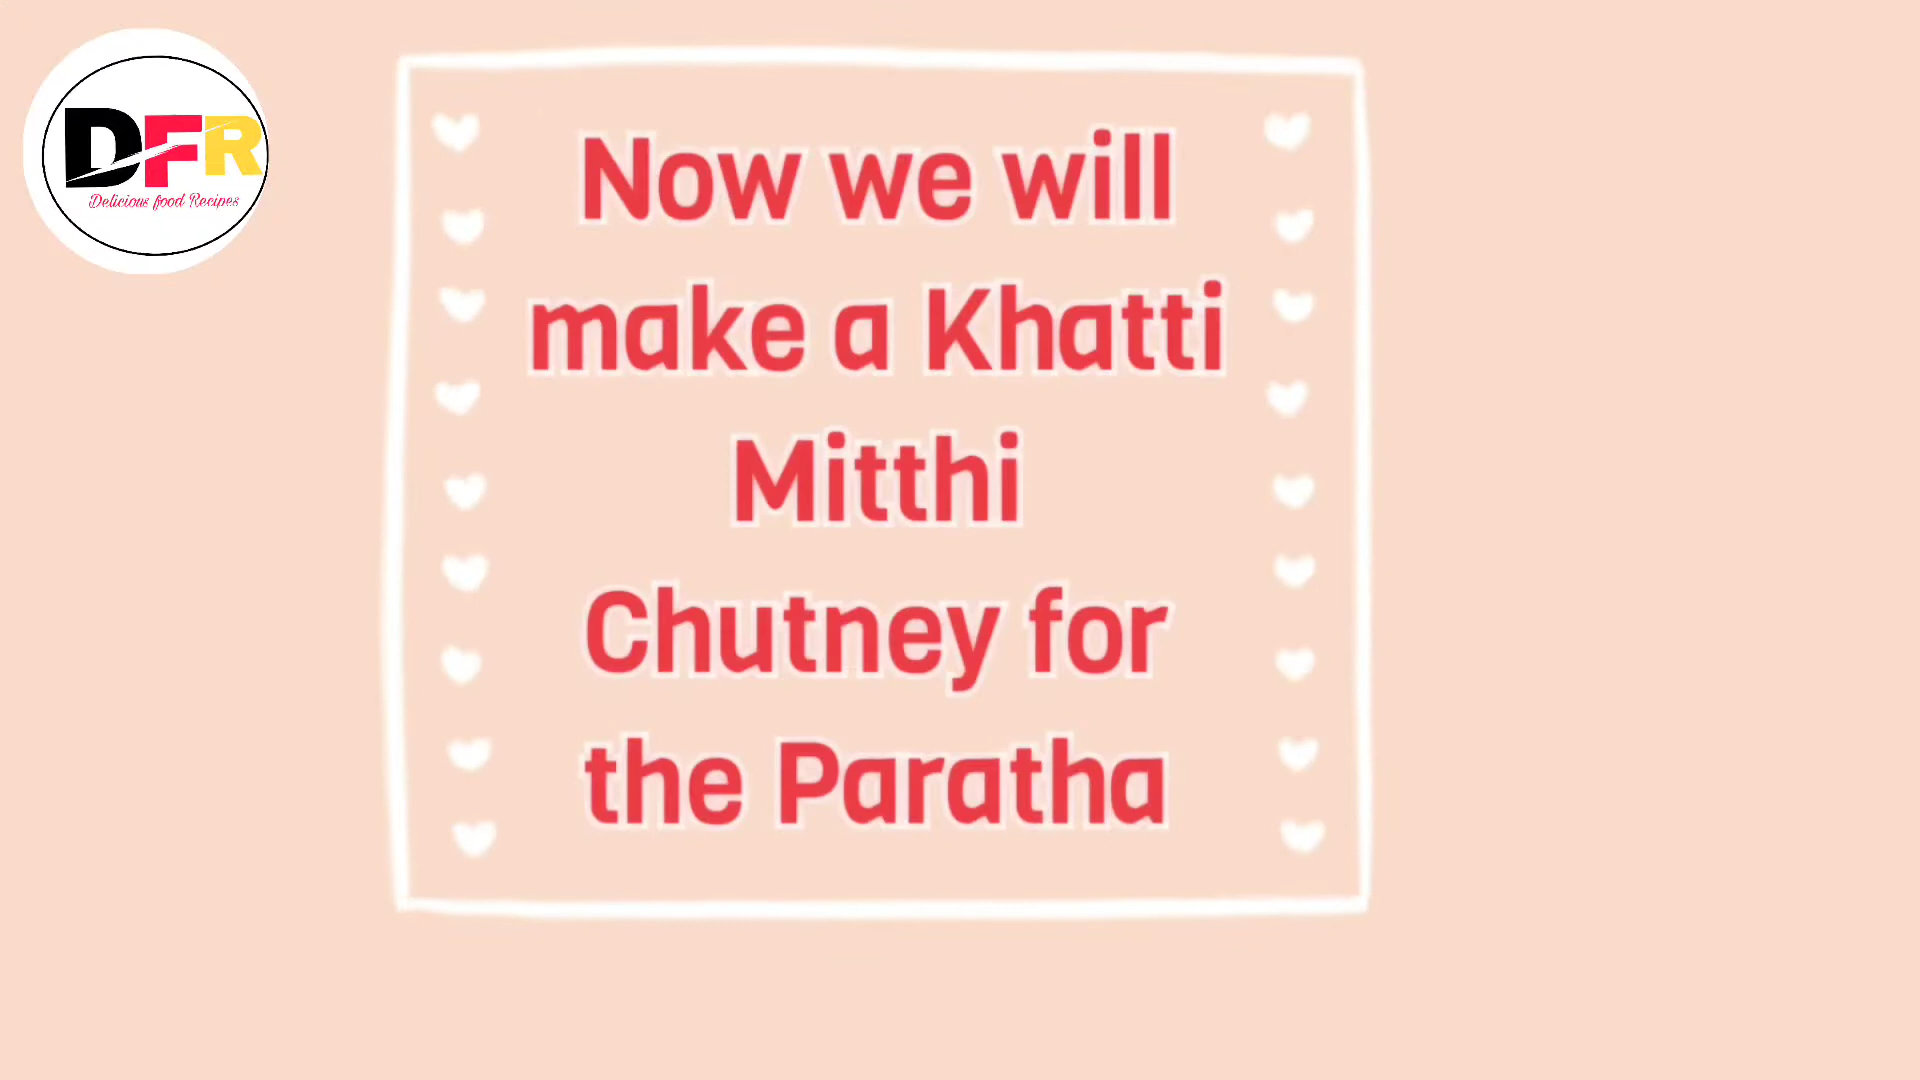 DFR
Delicious food Recipes
Now we will
make a Khatti
Mitthi
Chutney for
the Paratha